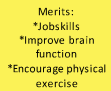 Merits:
*Jobskills
*Improve brain
function
*Encourage physical
exercise